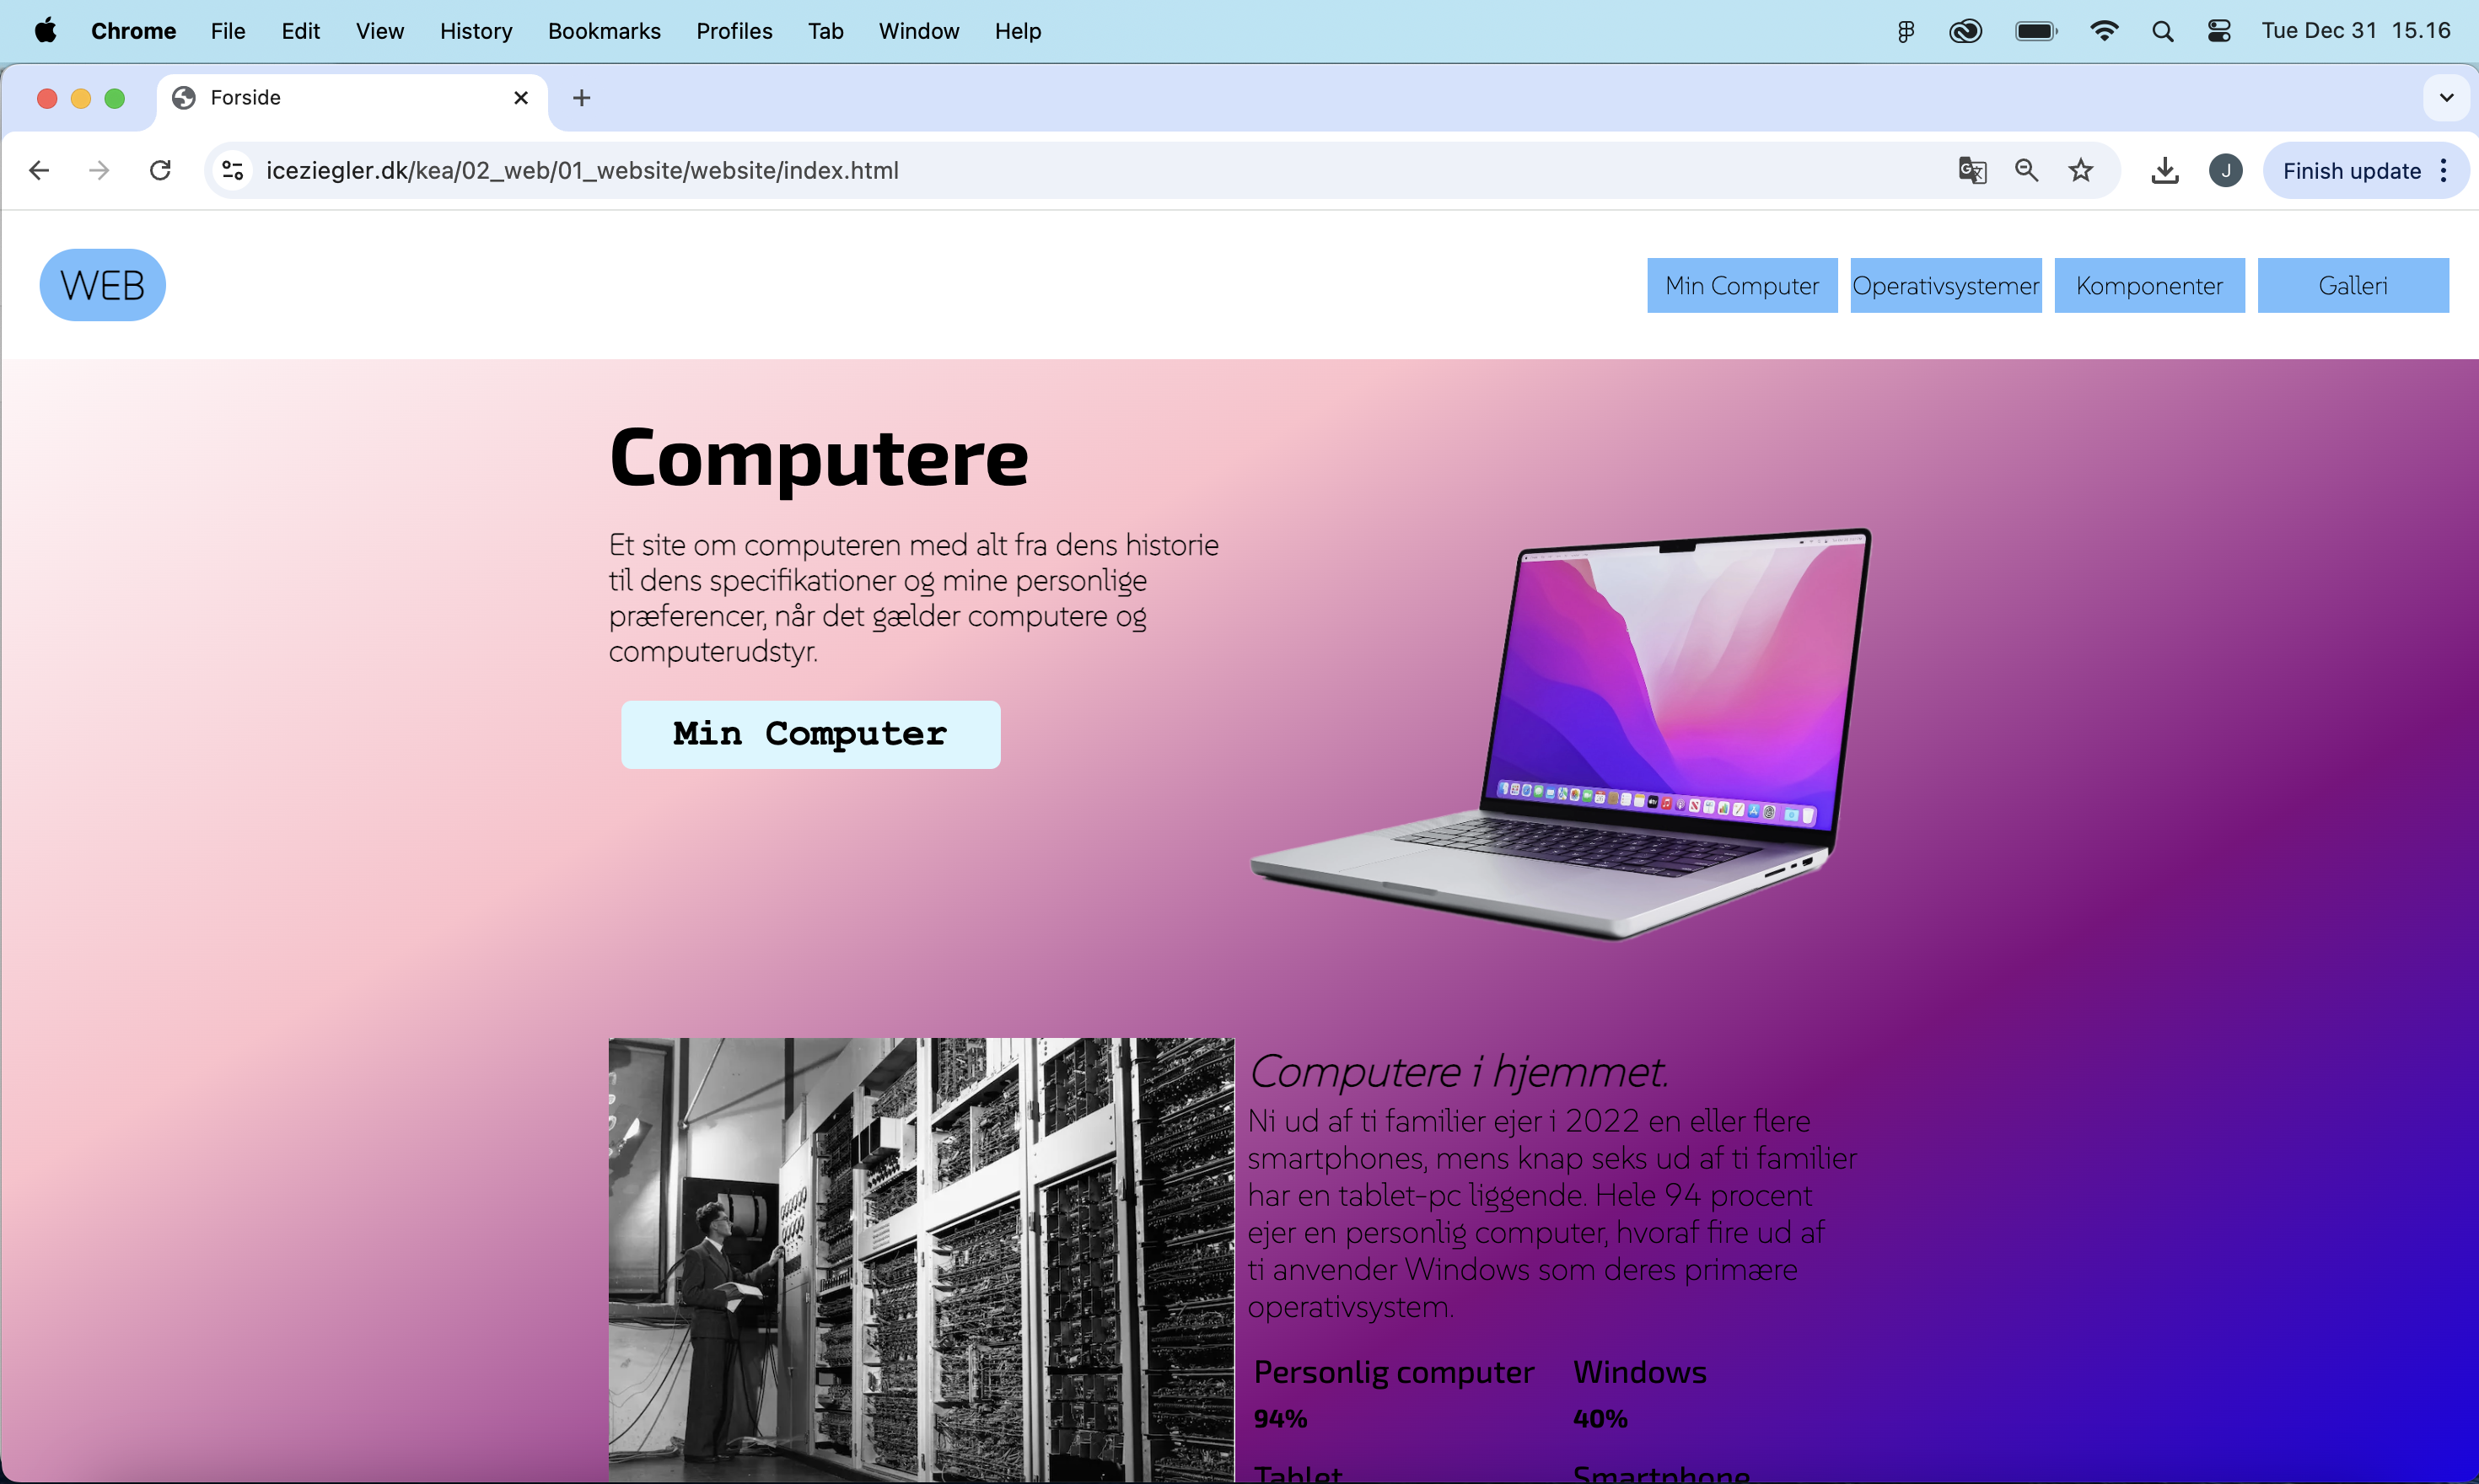 Chrome File Edit View History Bookmarks Profiles Tab Window Help Tue Dec 31 15.16
Forside
iceziegler.dk/kea/02_web/01_website/website/index.html
Finish update
J
WEB
Min Computer
Operativsystemer
Komponenter
Galleri
Computere
Et site om computeren med alt fra dens historie
til dens specifikationer og mine personlige
præferencer, når det gælder computere og
computerudstyr.
Min Computer
Computere i hjemmet.
Ni ud af ti familier ejer i 2022 en eller flere
smartphones, mens knap seks ud af ti familier
har en tablet-pc liggende. Hele 94 procent
ejer en personlig computer, hvoraf fire ud af
ti anvender Windows som deres primære
operativsystem.
Personlig computer Windows
94% 40%
Tablet Smartphone